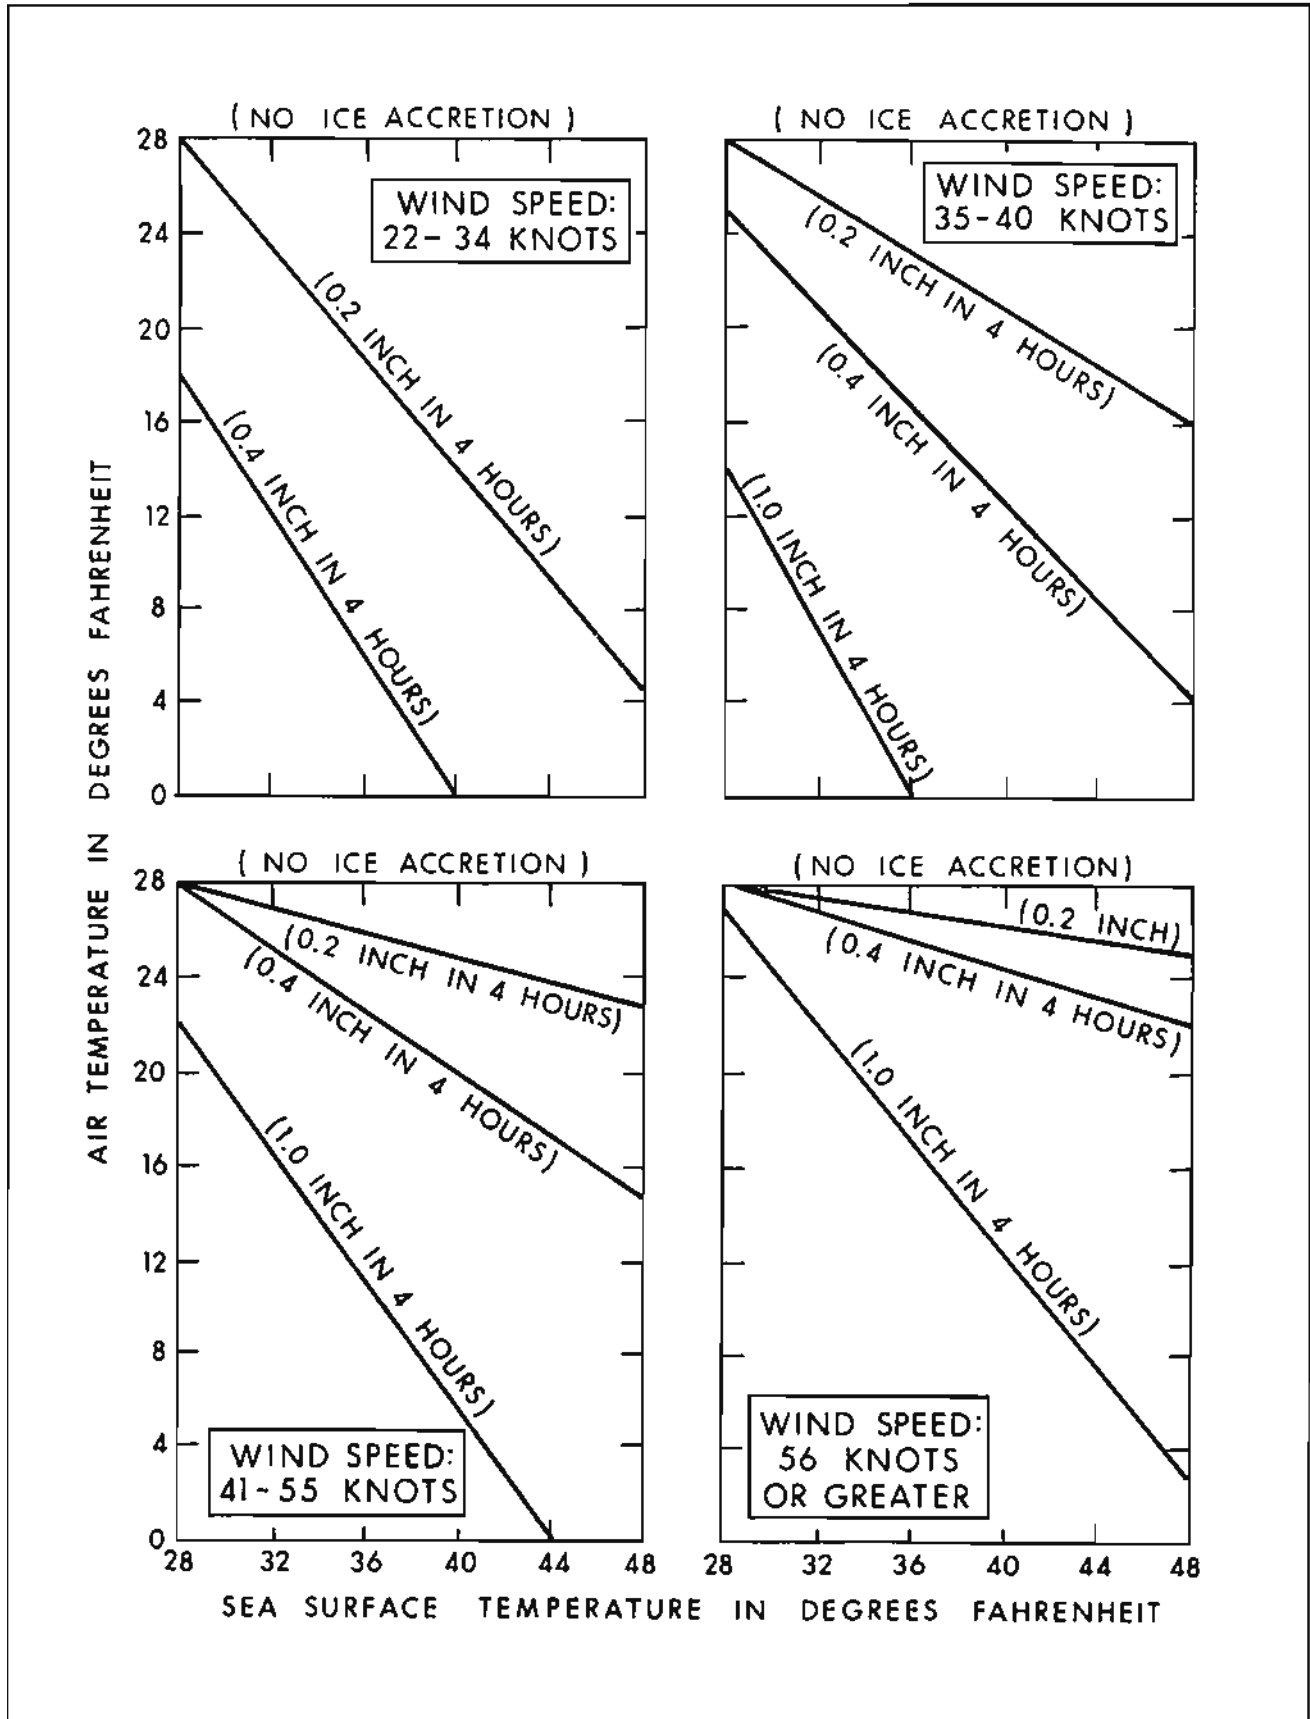 ( NO ICE ACCRETION )
28
24
20
16
12
8
4
0
WIND SPEED:
22- 34 KNOTS
(0.2 INCH IN 4 HOURS)
(0.4 INCH IN 4 HOURS)
( NO ICE ACCRETION )
WIND SPEED:
35-40 KNOTS
(0.2 INCH IN 4 HOURS)
(0.4 INCH IN 4 HOURS)
(1.0 INCH IN 4 HOURS)
AIR TEMPERATURE IN DEGREES FAHRENHEIT
( NO ICE ACCRETION )
28
24
20
16
12
8
4
0
(0.2 INCH IN 4 HOURS)
(0.4 INCH IN 4 HOURS)
(1.0 INCH IN 4 HOURS)
WIND SPEED:
41-55 KNOTS
28 32 36 40 44 48
(NO ICE ACCRETION)
(0.2 INCH)
(0.4 INCH IN 4 HOURS)
(1.0 INCH IN 4 HOURS)
WIND SPEED:
56 KNOTS
OR GREATER
28 32 36 40 44 48
SEA SURFACE TEMPERATURE IN DEGREES FAHRENHEIT